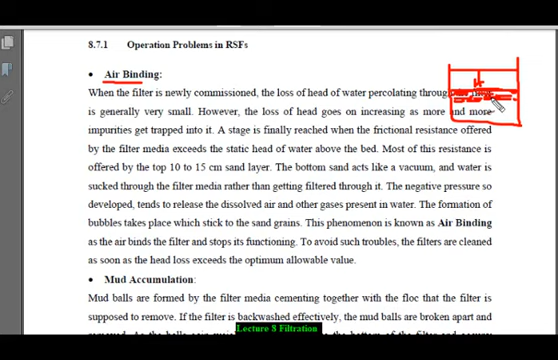 8.7.1 Operation Problems in RSFs
• Air Binding:
When the filter is newly commissioned, the loss of head of water percolating through
is generally very small. However, the loss of head goes on increasing as more and more
impurities get trapped into it. A stage is finally reached when the frictional resistance offered
by the filter media exceeds the static head of water above the bed. Most of this resistance is
offered by the top 10 to 15 cm sand layer. The bottom sand acts like a vacuum, and water is
sucked through the filter media rather than getting filtered through it. The negative pressure so
developed, tends to release the dissolved air and other gases present in water. The formation of
bubbles takes place which stick to the sand grains. This phenomenon is known as Air Binding
as the air binds the filter and stops its functioning. To avoid such troubles, the filters are cleaned
as soon as the head loss exceeds the optimum allowable value.
• Mud Accumulation:
Mud balls are formed by the filter media cementing together with the floc that the filter is
supposed to remove. If the filter is backwashed effectively, the mud balls are broken apart and
Lecture 8 Filtration